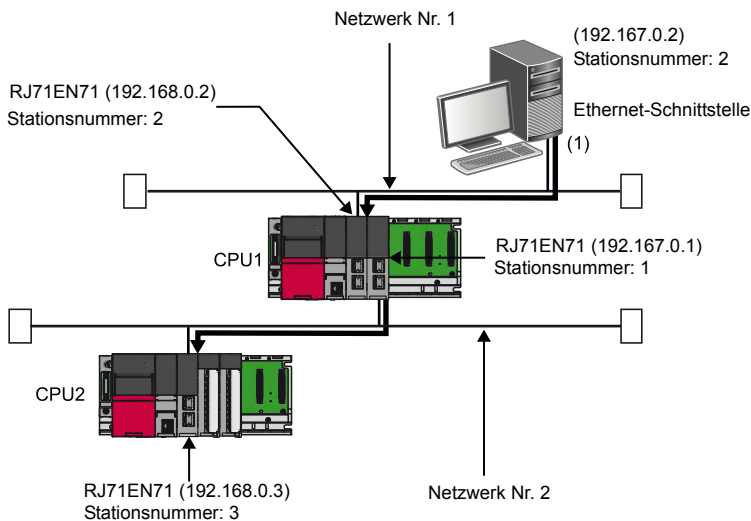 Netzwerk Nr. 1
(192.167.0.2)
Stationsnummer: 2
RJ71EN71 (192.168.0.2)
Stationsnummer: 2
Ethernet-Schnittstelle
(1)
CPU1
RJ71EN71 (192.167.0.1)
Stationsnummer: 1
CPU2
RJ71EN71 (192.168.0.3)
Stationsnummer: 3
Netzwerk Nr. 2